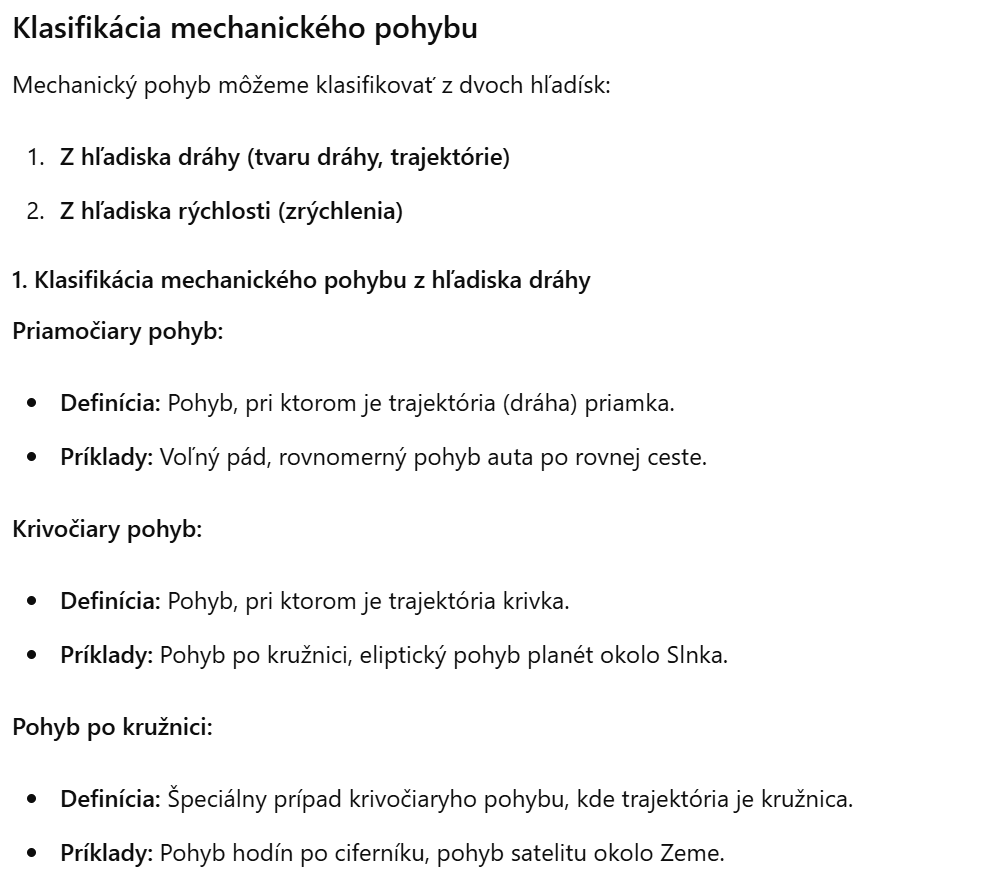 Klasifikácia mechanického pohybu
Mechanický pohyb môžeme klasifikovať z dvoch hľadísk:
1. Z hľadiska dráhy (tvaru dráhy, trajektórie)
2. Z hľadiska rýchlosti (zrýchlenia)
1. Klasifikácia mechanického pohybu z hľadiska dráhy
Priamočiary pohyb:
• Definícia: Pohyb, pri ktorom je trajektória (dráha) priamka.
• Príklady: Voľný pád, rovnomerný pohyb auta po rovnej ceste.
Krivočiary pohyb:
• Definícia: Pohyb, pri ktorom je trajektória krivka.
• Príklady: Pohyb po kružnici, eliptický pohyb planét okolo Slnka.
Pohyb po kružnici:
• Definícia: Špeciálny prípad krivočiaryho pohybu, kde trajektória je kružnica.
• Príklady: Pohyb hodín po ciferníku, pohyb satelitu okolo Zeme.